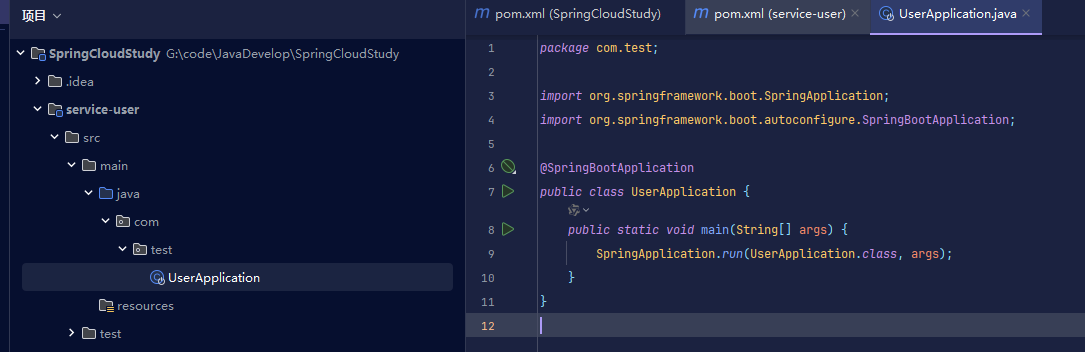 项目
SpringCloudStudy G:\code\JavaDevelop\SpringCloudStudy
.idea
service-user
src
main
java
com
test
UserApplication
resources
test
pom.xml (SpringCloudStudy)
pom.xml (service-user)
UserApplication.java
1 package com.test;
2
3 import org.springframework.boot.SpringApplication;
4 import org.springframework.boot.autoconfigure.SpringBootApplication;
5
6 @SpringBootApplication
7 public class UserApplication {
8 public static void main(String[] args) {
9 SpringApplication.run(UserApplication.class, args);
10 }
11 }
12